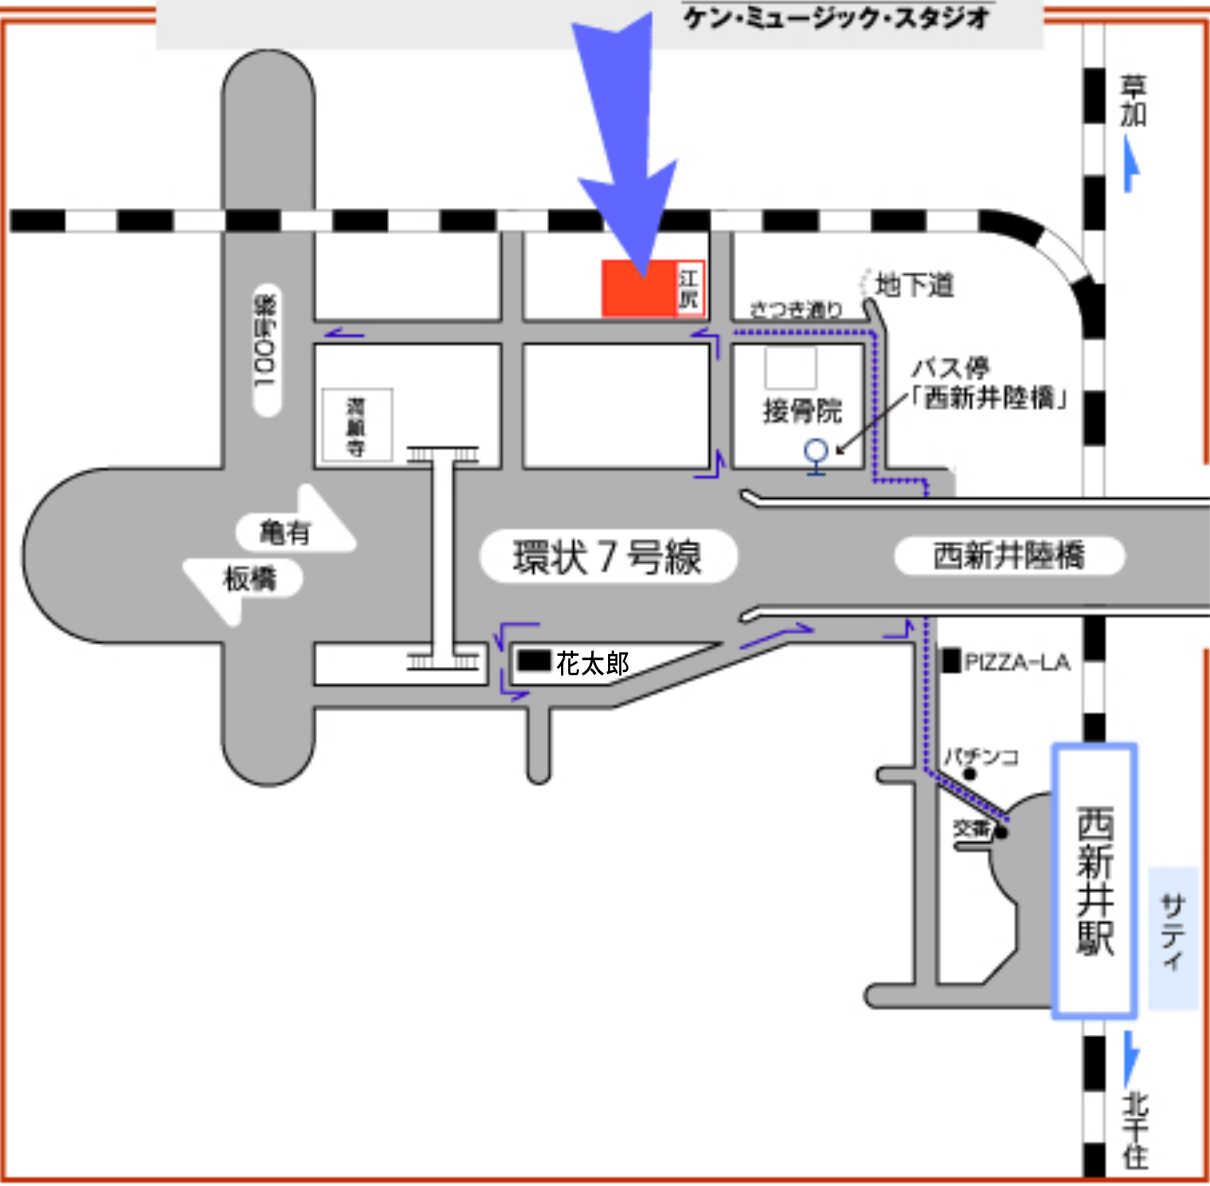 ケン・ミュージック・スタジオ
草加
江尻
地下道
さつき通り
100号線
バス停
「西新井陸橋」
接骨院
満願寺
亀有
板橋
環状7号線
西新井陸橋
花太郎
PIZZA-LA
パチンコ
交番
西新井駅
サティ
北千住